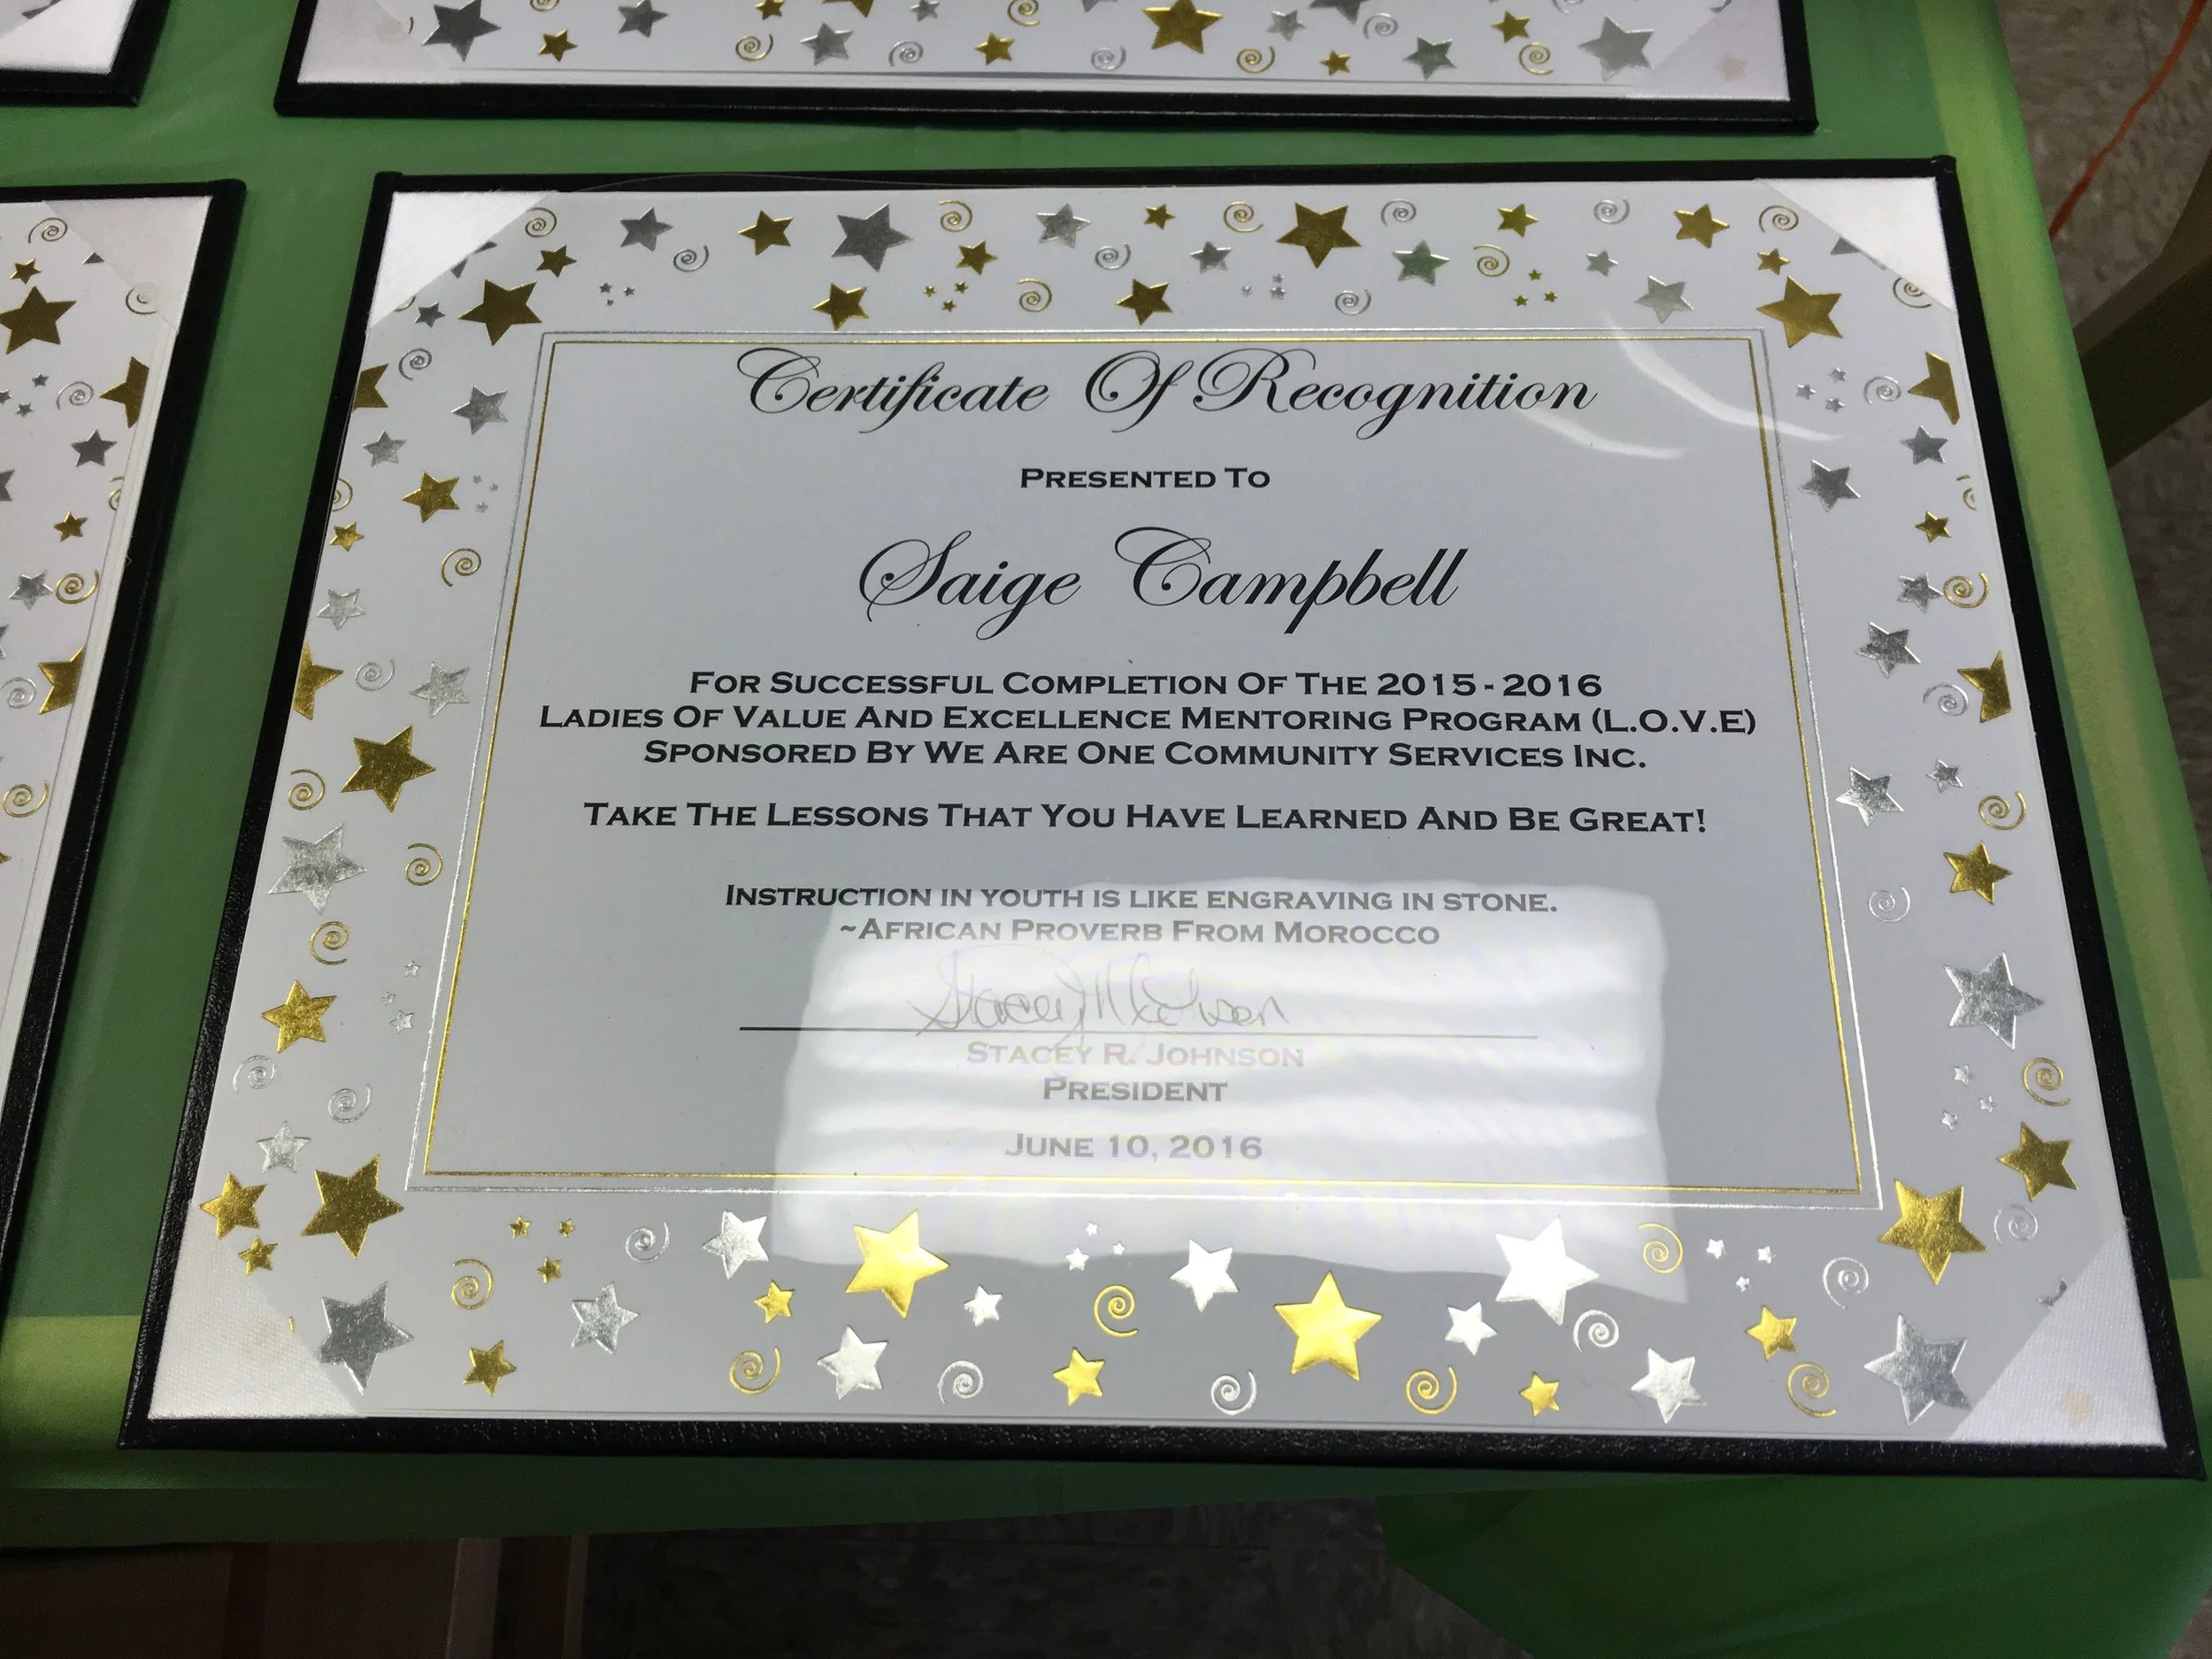 Certificate Of Recognition
PRESENTED TO
Saige Campbell
FOR SUCCESSFUL COMPLETION OF THE 2015 - 2016
LADIES OF VALUE AND EXCELLENCE MENTORING PROGRAM (L.O.V.E)
SPONSORED BY WE ARE ONE COMMUNITY SERVICES INC.
TAKE THE LESSONS THAT YOU HAVE LEARNED AND BE GREAT!
INSTRUCTION IN YOUTH IS LIKE ENGRAVING IN STONE.
~AFRICAN PROVERB FROM MOROCCO
Stacey R Johnson
STACEY R. JOHNSON
PRESIDENT
JUNE 10, 2016